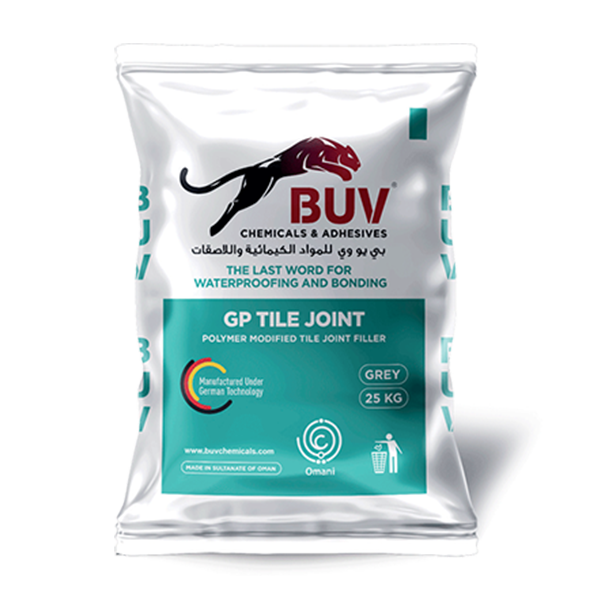 BUV®
CHEMICALS & ADHESIVES
بي يو وي للمواد الكيمائية واللاصقات
THE LAST WORD FOR
WATERPROOFING AND BONDING
GP TILE JOINT
POLYMER MODIFIED TILE JOINT FILLER
GREY
25 KG
Manufactured Under
German Technology
www.buvchemicals.com
MADE IN SULTANATE OF OMAN
Omani
B
U
V
B
U
V
B
U
V
B
U
V